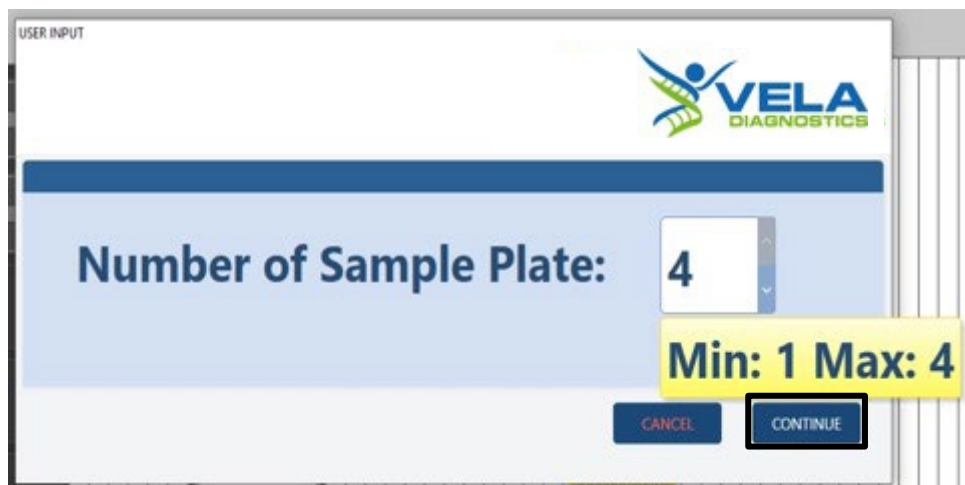 USER INPUT
VELA
DIAGNOSTICS
Number of Sample Plate: 4
Min: 1 Max: 4
CANCEL CONTINUE